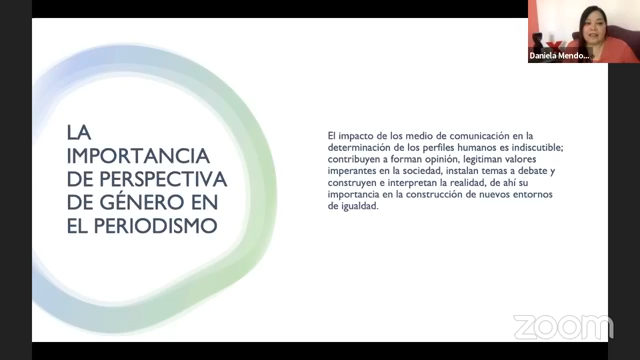 Daniela Mendo...
LA
IMPORTANCIA
DE PERSPECTIVA
DE GÉNERO EN
EL PERIODISMO
El impacto de los medio de comunicación en la
determinación de los perfiles humanos es indiscutible;
contribuyen a forman opinión, legitiman valores
imperantes en la sociedad, instalan temas a debate y
construyen e interpretan la realidad, de ahí su
importancia en la construcción de nuevos entornos
de igualdad.
zoom